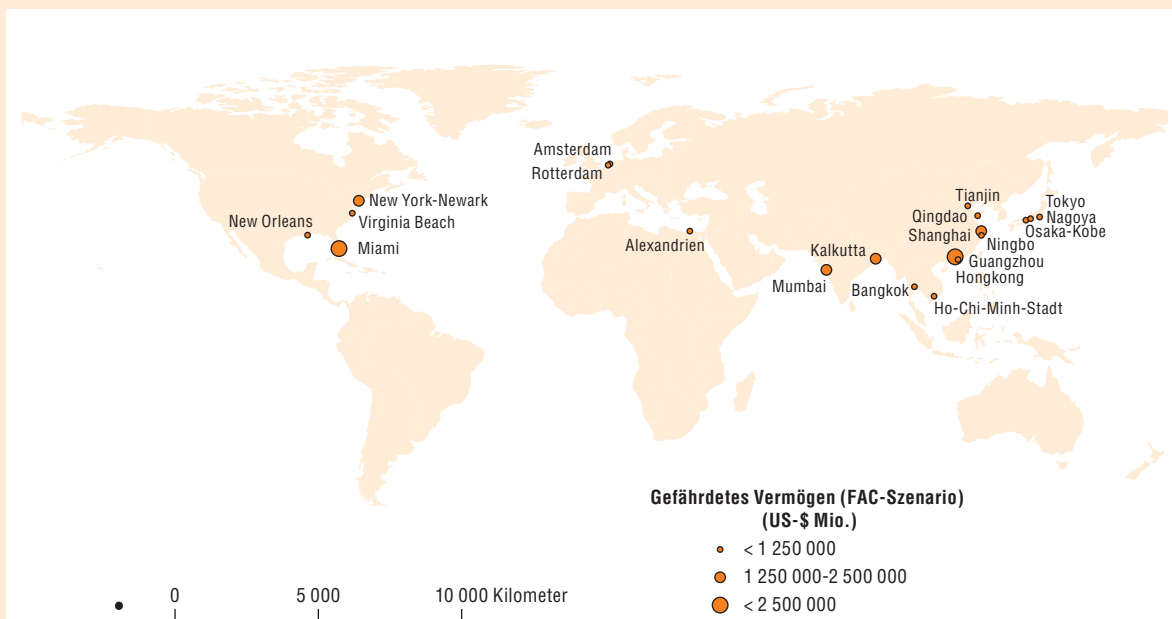 Amsterdam
Rotterdam
New York-Newark
New Orleans
Virginia Beach
Miami
Alexandrien
Tianjin
Tokyo
Qingdao
Nagoya
Shanghai
Osaka-Kobe
Ningbo
Kalkutta
Guangzhou
Hongkong
Mumbai
Bangkok
Ho-Chi-Minh-Stadt
Gefährdetes Vermögen (FAC-Szenario)
(US-$ Mio.)
< 1 250 000
1 250 000-2 500 000
< 2 500 000
0 5 000 10 000 Kilometer